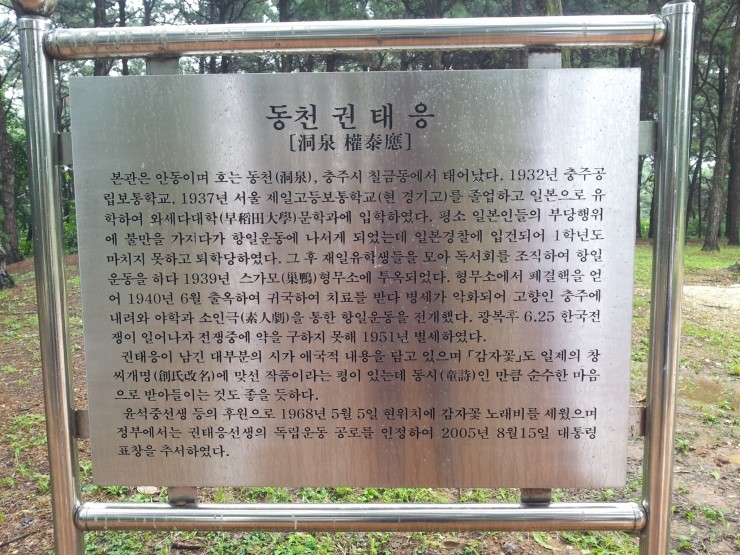 동천 권 태 응
[洞泉 權泰應]
본관은 안동이며 호는 동천(洞泉), 충주시 칠금동에서 태어났다. 1932년 충주공
립보통학교, 1937년 서울 제일고등보통학교(현 경기고)를 졸업하고 일본으로 유
학하여 와세다대학(早稻田大學)문학과에 입학하였다. 평소 일본인들의 부당행위
에 불만을 가지다가 항일운동에 나서게 되었는데 일본경찰에 입건되어 1학년도
마치지 못하고 퇴학당하였다. 그 후 재일유학생들을 모아 독서회를 조직하여 항일
운동을 하다 1939년 스가모(巢鴨)형무소에 투옥되었다. 형무소에서 폐결핵을 얻
어 1940년 6월 출옥하여 귀국하여 치료를 받다 병세가 악화되어 고향인 충주에
내려와 야학과 소인극(素人劇)을 통한 항일운동을 전개했다. 광복후 6.25 한국전
쟁이 일어나자 전쟁중에 약을 구하지 못해 1951년 별세하였다.
권태응이 남긴 대부분의 시가 애국적 내용을 담고 있으며 「감자꽃」도 일제의 창
씨개명(創氏改名)에 맞선 작품이라는 평이 있는데 동시(童詩)인 만큼 순수한 마음
으로 받아들이는 것도 좋을 듯하다.
윤석중선생 등의 후원으로 1968년 5월 5일 현위치에 감자꽃 노래비를 세웠으며
정부에서는 권태응선생의 독립운동 공로를 인정하여 2005년 8월15일 대통령
표창을 추서하였다.